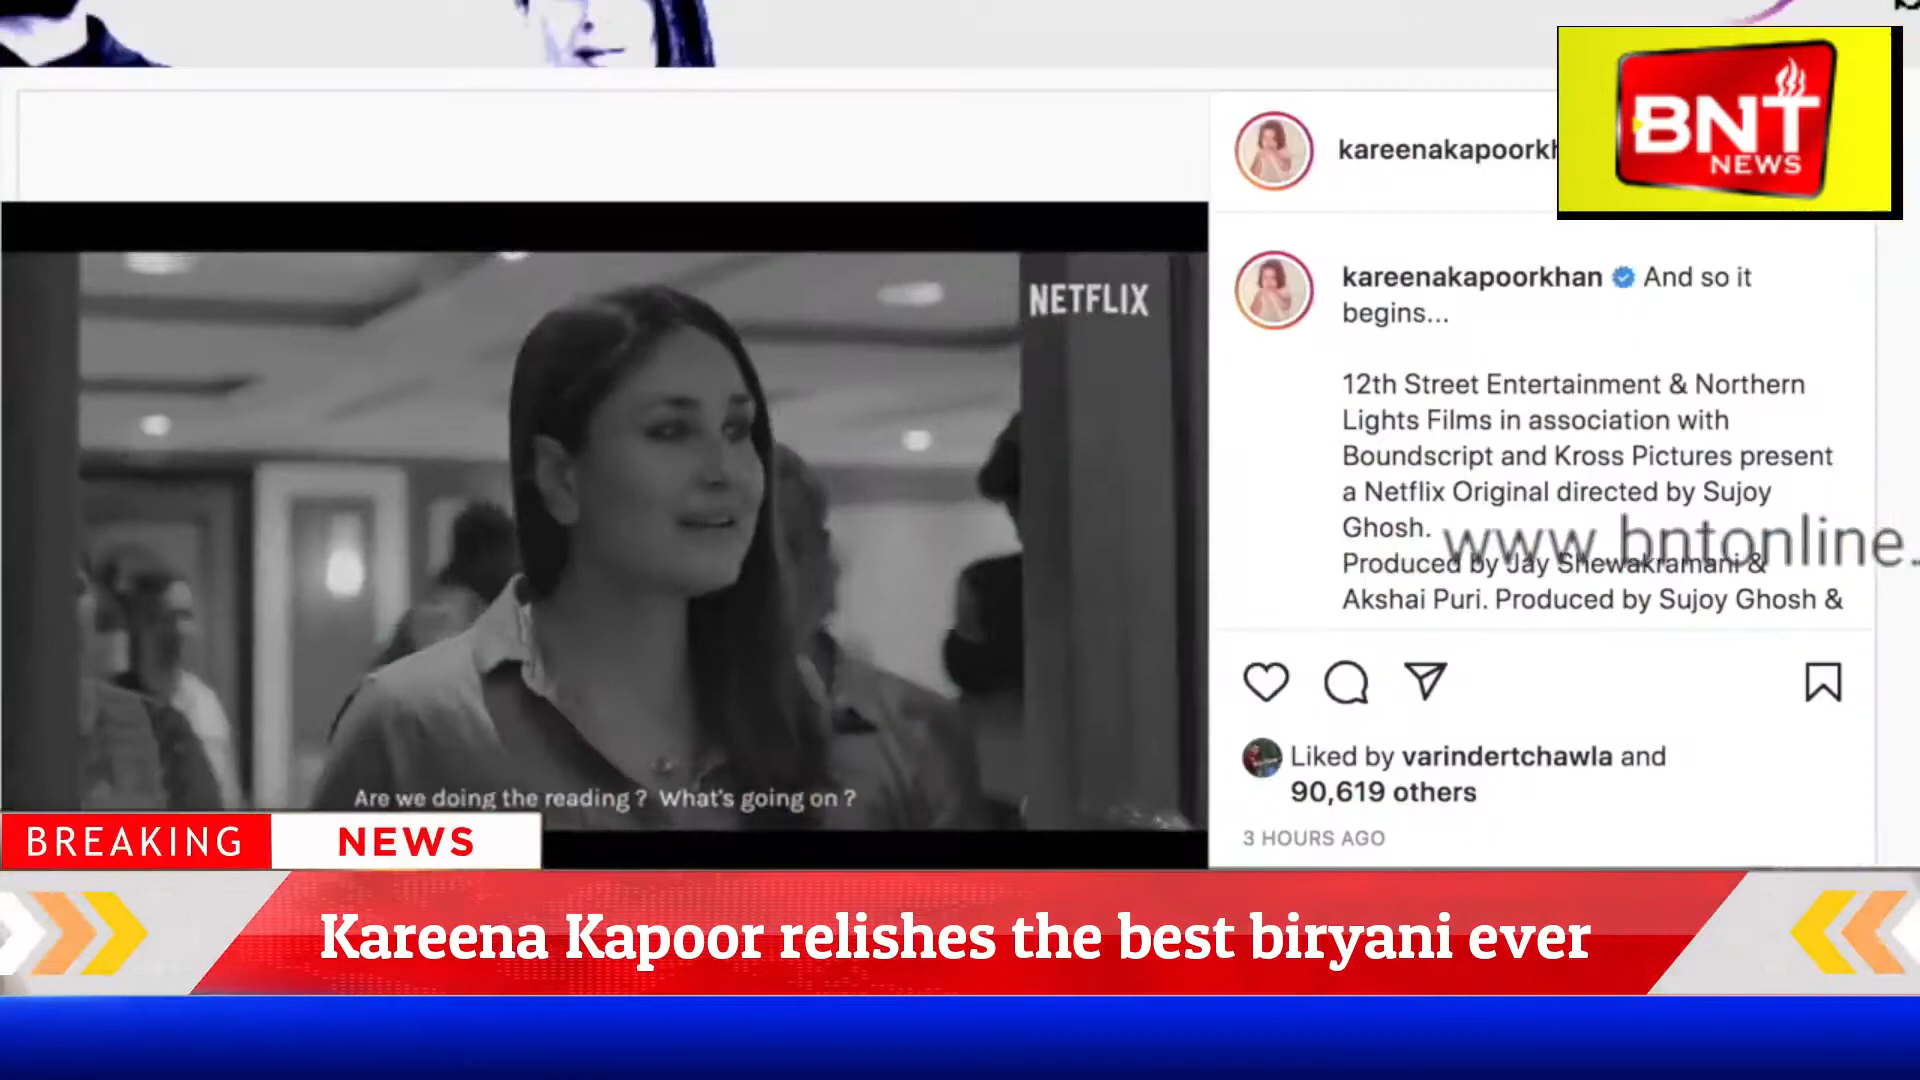 BNT
NEWS
kareenakapoorkh
kareenakapoorkhan And so it
begins...
12th Street Entertainment & Northern
Lights Films in association with
Boundscript and Kross Pictures present
a Netflix Original directed by Sujoy
Ghosh.
www.bntonline.
Produced by Jay Shewakramani &
Akshai Puri. Produced by Sujoy Ghosh &
NETFLIX
Are we doing the reading ? What's going on ?
Liked by varindertchawla and
90,619 others
3 HOURS AGO
BREAKING NEWS
Kareena Kapoor relishes the best biryani ever